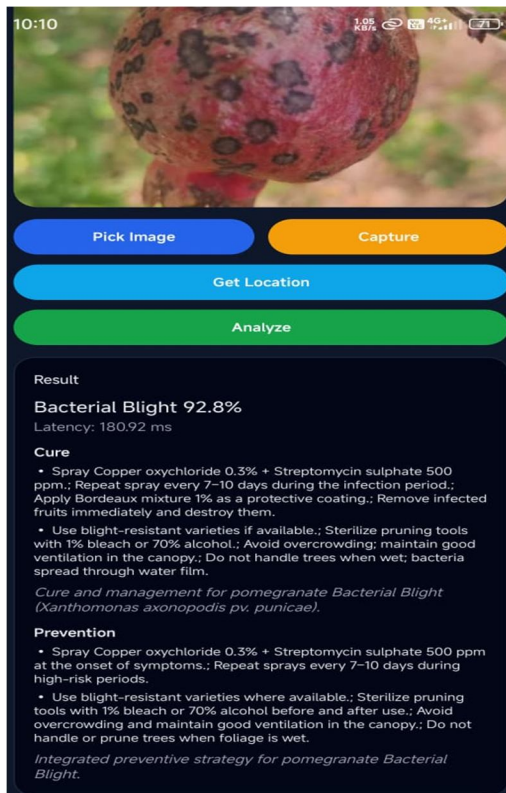 10:10
1.05
KB/s
4G+
71
Pick Image
Capture
Get Location
Analyze
Result
Bacterial Blight 92.8%
Latency: 180.92 ms
Cure
• Spray Copper oxychloride 0.3% + Streptomycin sulphate 500
ppm.; Repeat spray every 7–10 days during the infection period.;
Apply Bordeaux mixture 1% as a protective coating.; Remove infected
fruits immediately and destroy them.
• Use blight-resistant varieties if available.; Sterilize pruning tools
with 1% bleach or 70% alcohol.; Avoid overcrowding; maintain good
ventilation in the canopy.; Do not handle trees when wet; bacteria
spread through water film.
Cure and management for pomegranate Bacterial Blight
(Xanthomonas axonopodis pv. punicae).
Prevention
• Spray Copper oxychloride 0.3% + Streptomycin sulphate 500 ppm
at the onset of symptoms.; Repeat sprays every 7–10 days during
high-risk periods.
• Use blight-resistant varieties where available.; Sterilize pruning
tools with 1% bleach or 70% alcohol before and after use.; Avoid
overcrowding and maintain good ventilation in the canopy.; Do not
handle or prune trees when foliage is wet.
Integrated preventive strategy for pomegranate Bacterial
Blight.